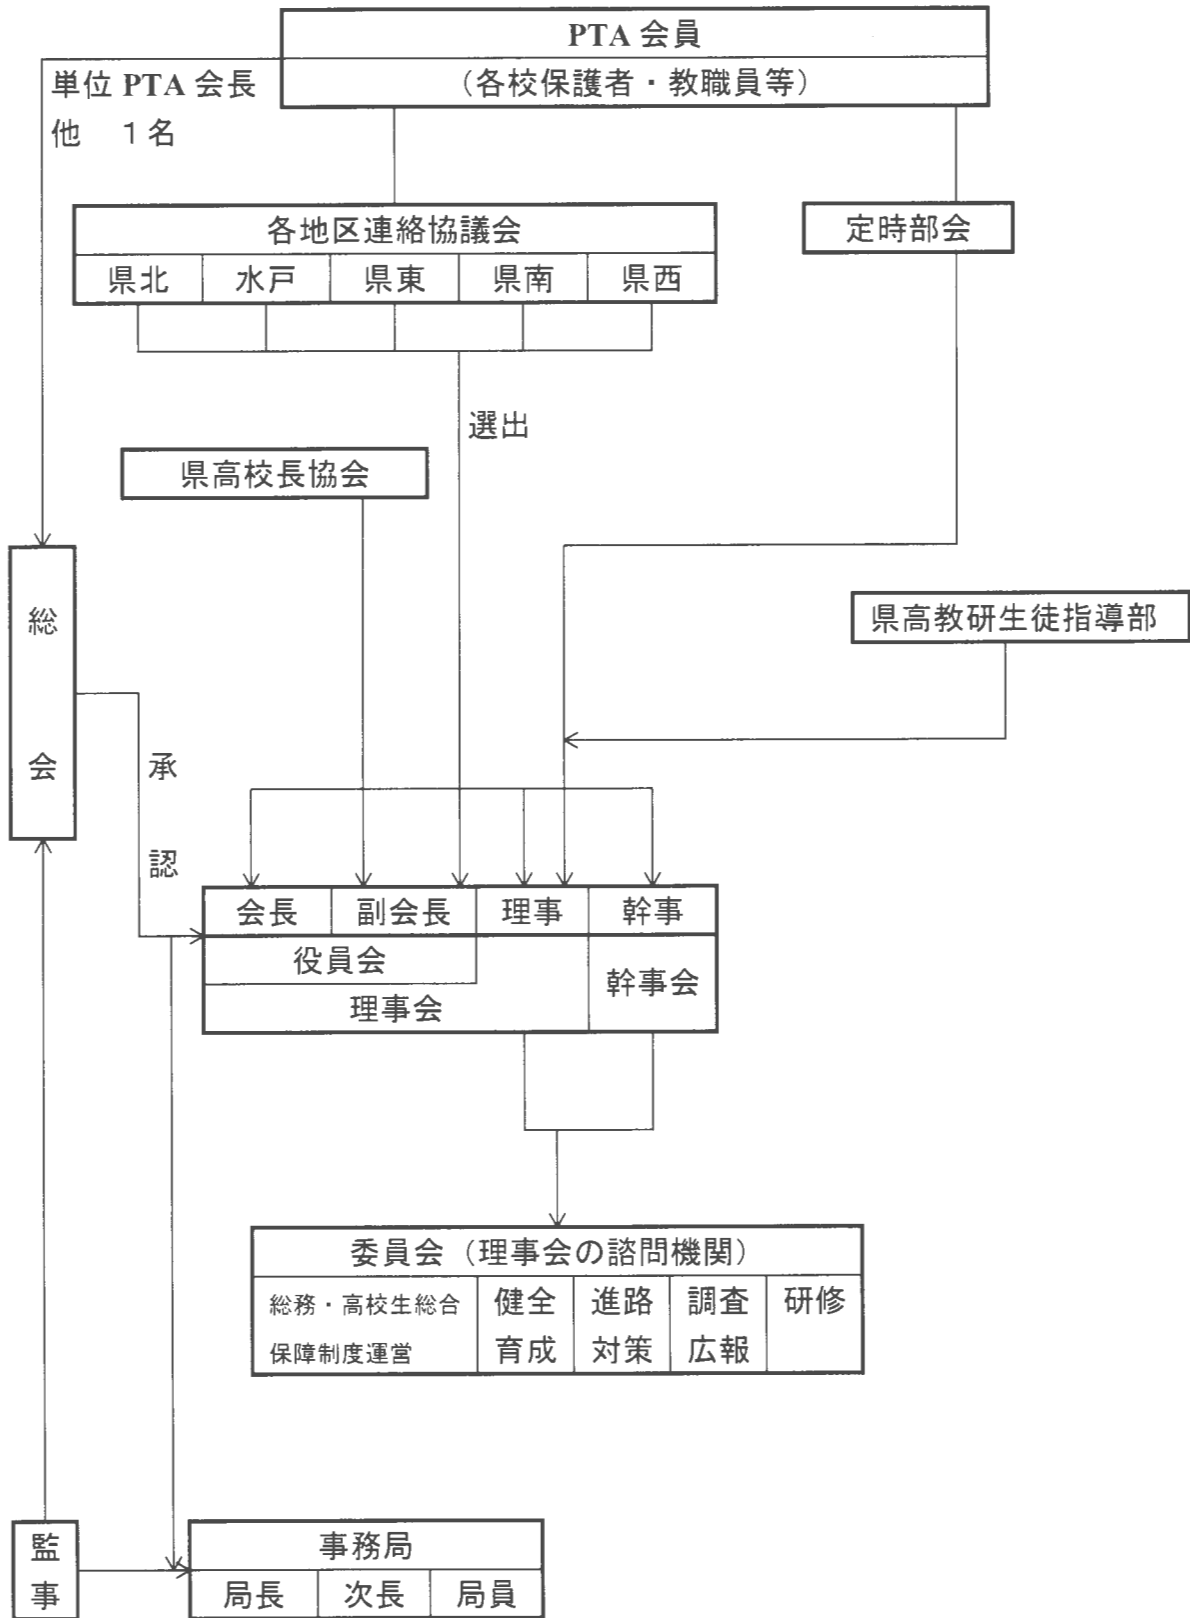 PTA 会員
(各校保護者・教職員等)
単位 PTA 会長
他 1名
各地区連絡協議会
県北 水戸 県東 県南 県西
定時部会
選出
県高校長協会
総会
県高教研生徒指導部
承認
会長 副会長 理事 幹事
役員会
幹事会
理事会
委員会(理事会の諮問機関)
総務・高校生総合 健全 進路 調査 研修
保障制度運営 育成 対策 広報
監事
事務局
局長 次長 局員